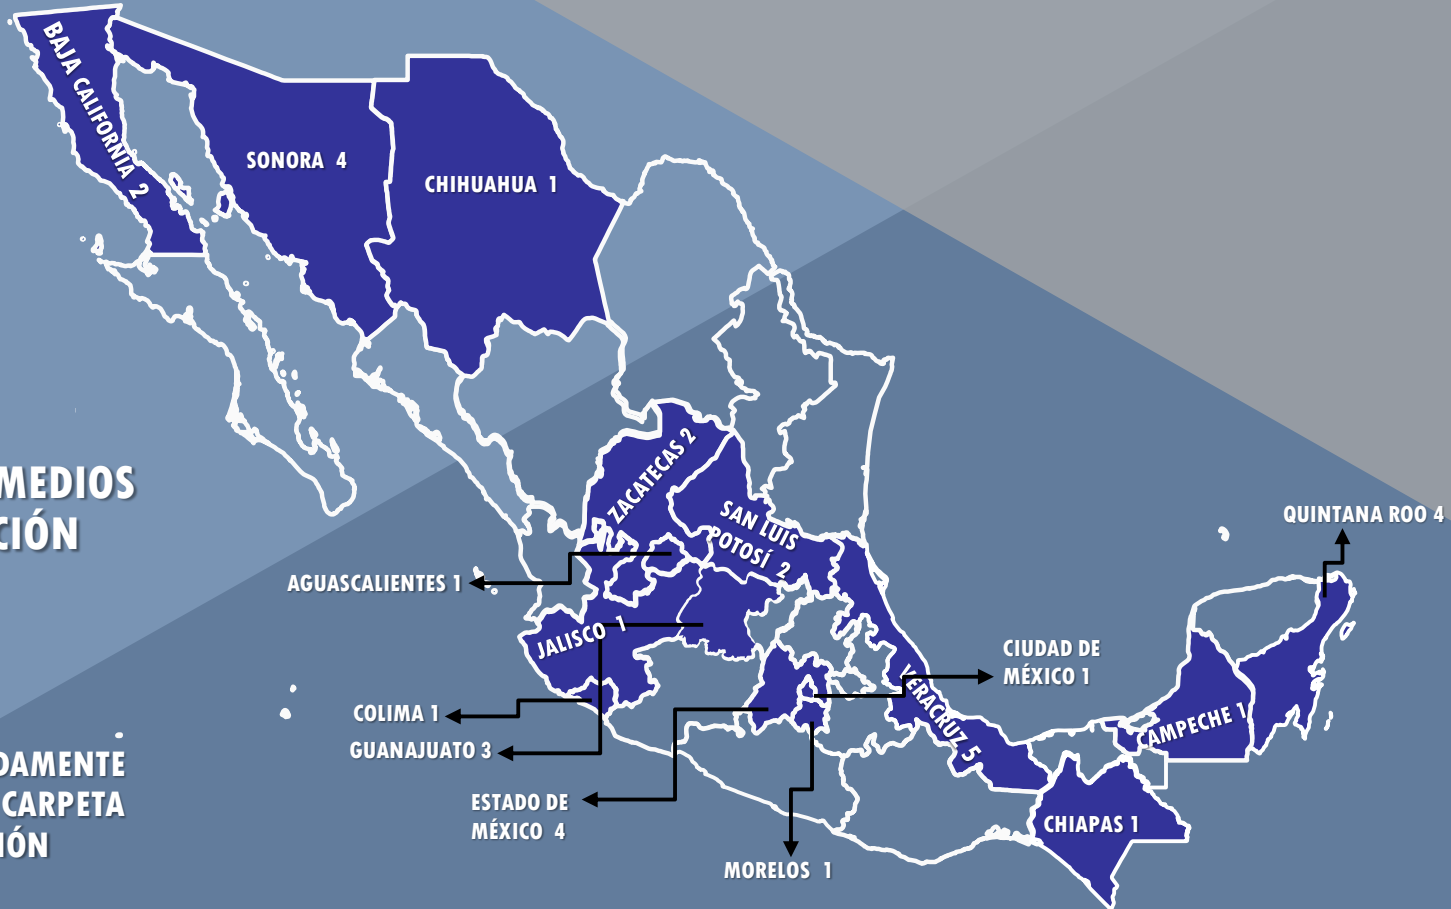 BAJA CALIFORNIA 2
SONORA 4
CHIHUAHUA 1
MEDIOS
CIÓN
ZACATECAS 2
SAN LUIS
POTOSÍ 2
QUINTANA ROO 4
AGUASCALIENTES 1
JALISCO 1
CIUDAD DE
MÉXICO 1
VERACRUZ 5
COLIMA 1
AMPECHE 1
GUANAJUATO 3
DAMENTE
CARPETA
IÓN
ESTADO DE
MÉXICO 4
CHIAPAS 1
MORELOS 1